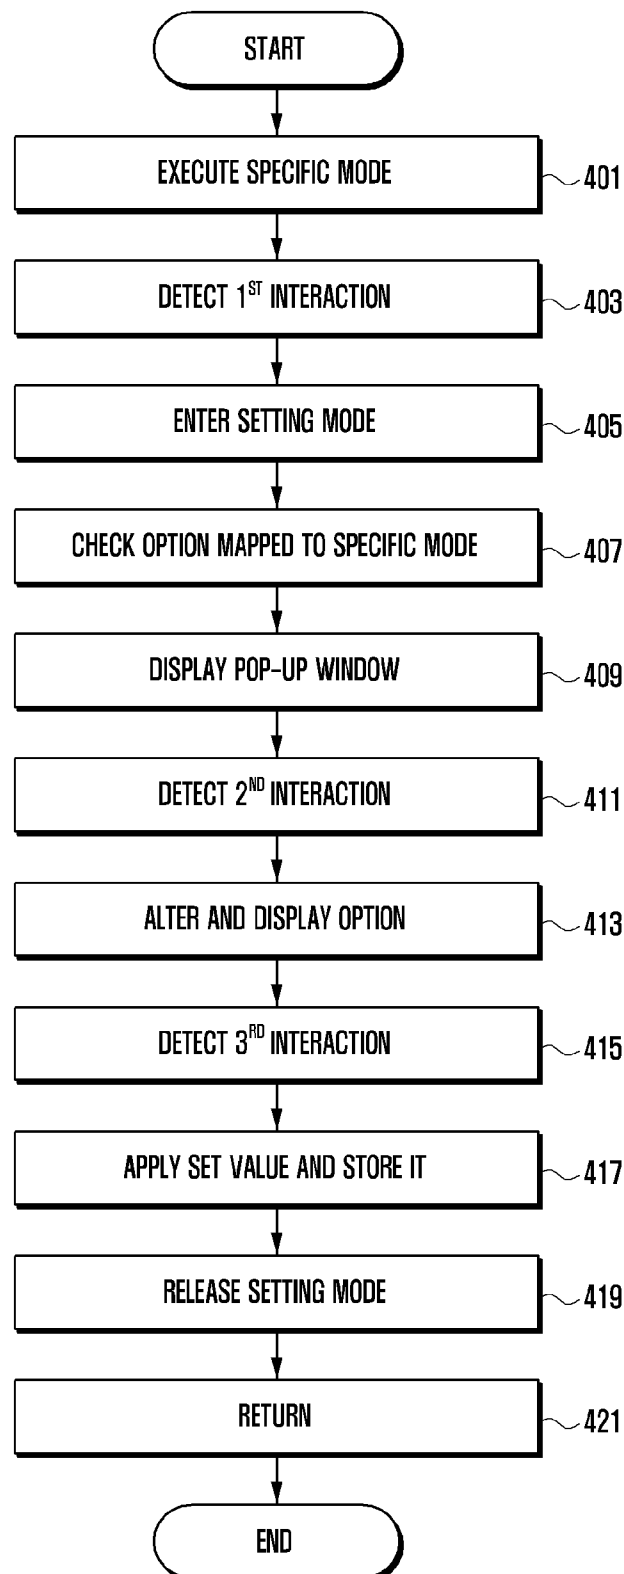 START
EXECUTE SPECIFIC MODE
401
DETECT 1ST INTERACTION
403
ENTER SETTING MODE
405
CHECK OPTION MAPPED TO SPECIFIC MODE
407
DISPLAY POP-UP WINDOW
409
DETECT 2ND INTERACTION
411
ALTER AND DISPLAY OPTION
413
DETECT 3RD INTERACTION
415
APPLY SET VALUE AND STORE IT
417
RELEASE SETTING MODE
419
RETURN
421
END